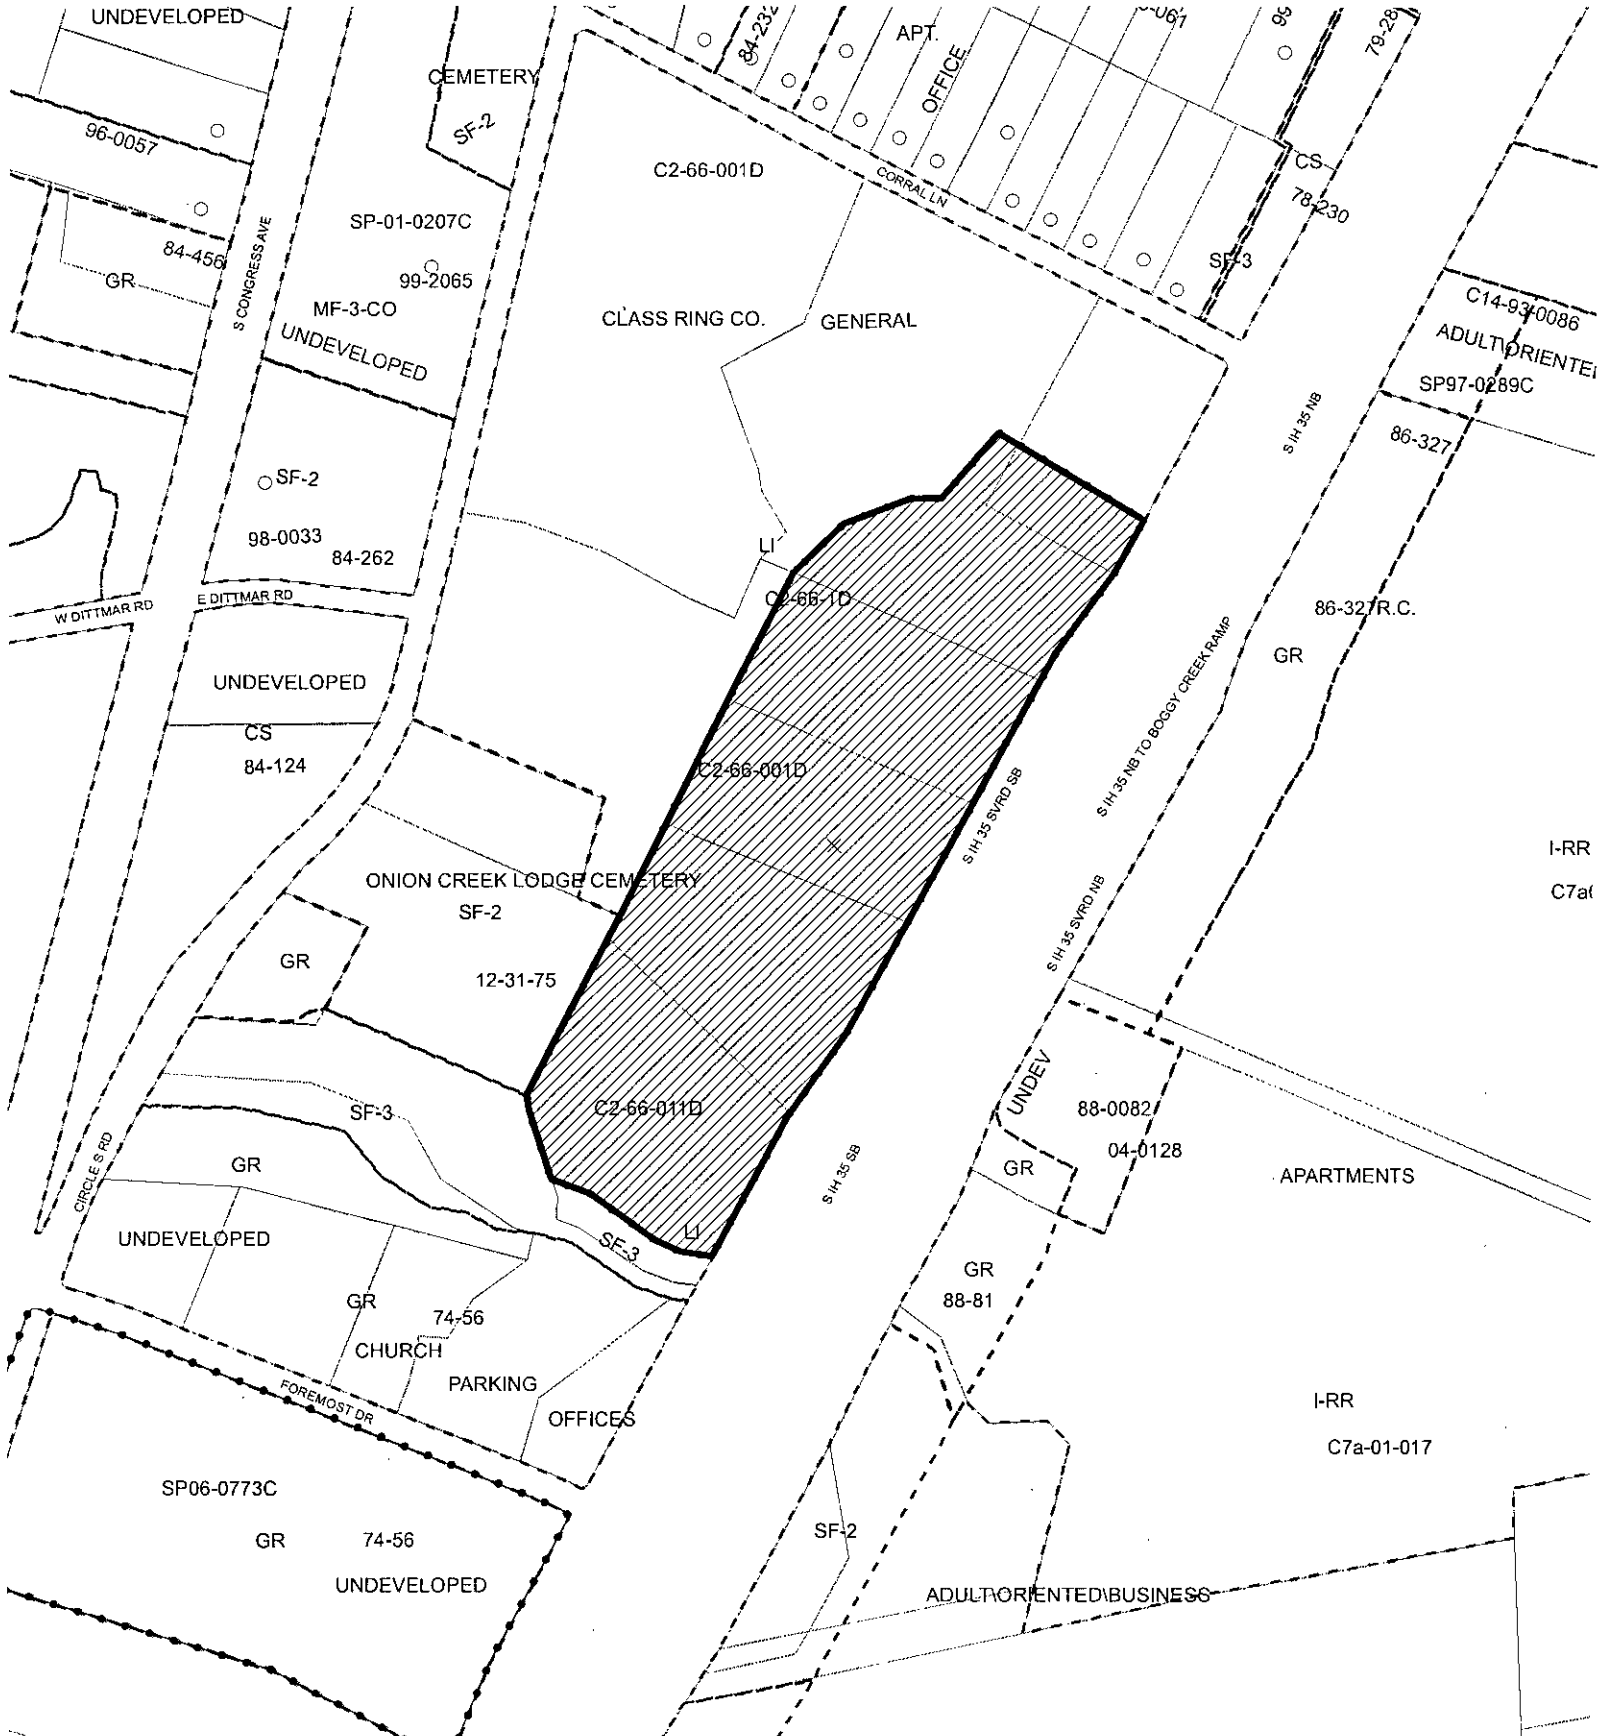 UNDEVELOPED
84-232
APT.
OFFICE
79-28
CEMETERY
SF-2
96-0057
C2-66-001D
CORRAL LN
CS
78-230
SP-01-0207C
84-456
S CONGRESS AVE
99-2065
SF-3
GR
MF-3-CO
UNDEVELOPED
CLASS RING CO.
GENERAL
C14-93-0086
ADULT\ORIENTE
SP97-0289C
S IH 35 NB
86-327
SF-2
98-0033
84-262
LI
W DITTMAR RD
E DITTMAR RD
C2-66-1D
86-327R.C.
GR
S IH 35 NB TO BOGGY CREEK RAMP
UNDEVELOPED
CS
84-124
C2-66-001D
S IH 35 SVRD SB
I-RR
ONION CREEK LODGE CEMETERY
SF-2
S IH 35 SVRD NB
GR
12-31-75
UNDEV
SF-3
C2-66-011D
88-0082
04-0128
GR
GR
S IH 35 SB
APARTMENTS
CIRCLE S RD
UNDEVELOPED
SF-3
LI
GR
88-81
GR
74-56
CHURCH
PARKING
FOREMOST DR
OFFICES
I-RR
C7a-01-017
SP06-0773C
GR
74-56
SF-2
UNDEVELOPED
ADULT\ORIENTED\BUSINESS